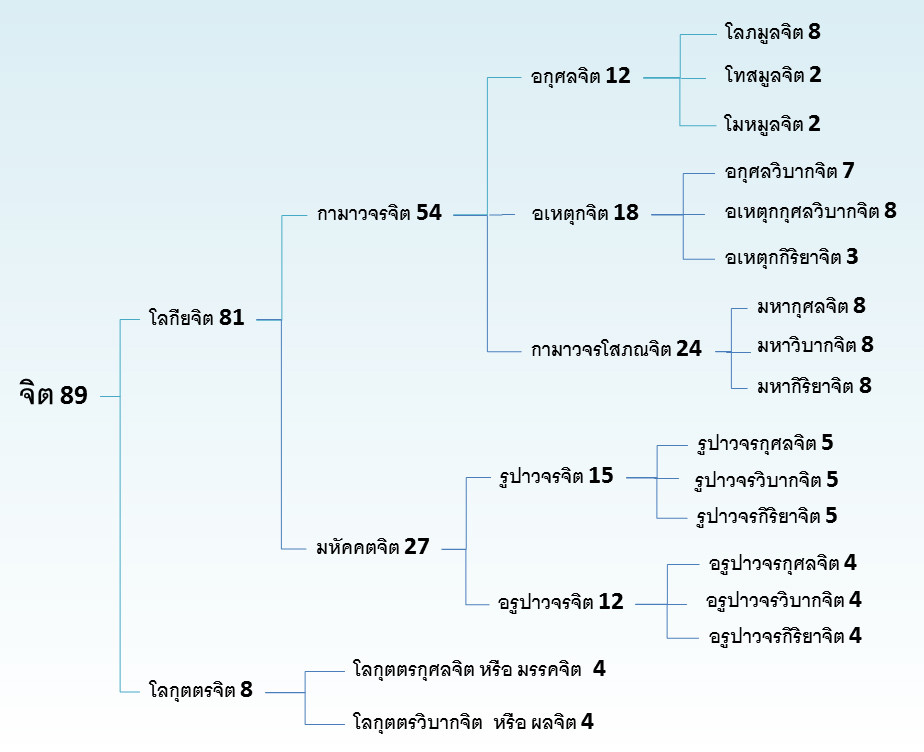 โลภมูลจิต 8
โทสมูลจิต 2
อกุศลจิต 12
โมหมูลจิต 2
อกุศลวิบากจิต 7
กามาวจรจิต 54
อเหตุกจิต 18
อเหตุกกุศลวิบากจิต 8
อเหตุกกิริยาจิต 3
มหากุศลจิต 8
โลกียจิต 81
กามาวจรโสภณจิต 24
มหาวิบากจิต 8
มหากิริยาจิต 8
จิต 89
รูปาวจรกุศลจิต 5
รูปาวจรจิต 15
รูปาวจรวิบากจิต 5
รูปาวจรกิริยาจิต 5
มหัคคตจิต 27
อรูปาวจรกุศลจิต 4
อรูปาวจรจิต 12
อรูปาวจรวิบากจิต 4
อรูปาวจรกิริยาจิต 4
โลกุตตรกุศลจิต หรือ มรรคจิต 4
โลกุตตรจิต 8
โลกุตตรวิบากจิต หรือ ผลจิต 4